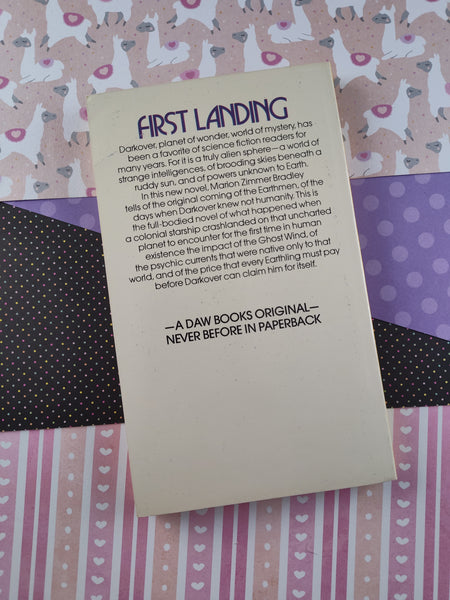 FIRST LANDING
Darkover, planet of wonder, world of mystery, has
been a favorite of science fiction readers for
many years. For it is a truly alien sphere—a world of
strange intelligences, of brooding skies beneath a
ruddy sun, and of powers unknown to Earth.
In this new novel, Marion Zimmer Bradley
tells of the original coming of the Earthmen, of the
days when Darkover knew not humanity. This is
the full-bodied novel of what happened when
a colonial starship crashlanded on that uncharted
planet to encounter for the first time in human
existence the impact of the Ghost Wind, of
the psychic currents that were native only to that
world, and of the price that every Earthling must pay
before Darkover can claim him for itself.
—A DAW BOOKS ORIGINAL—
NEVER BEFORE IN PAPERBACK